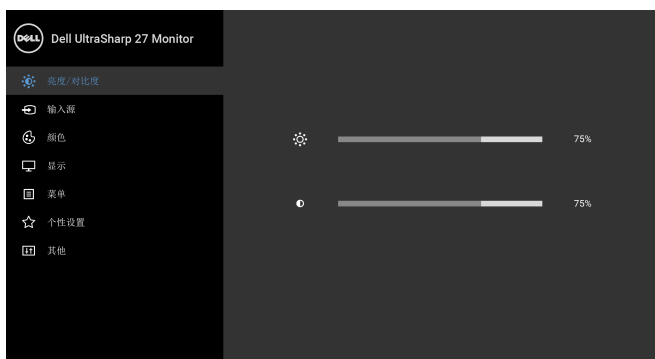 DELL Dell UltraSharp 27 Monitor
亮度/对比度
输入源
颜色
75%
显示
菜单
75%
个性设置
其他